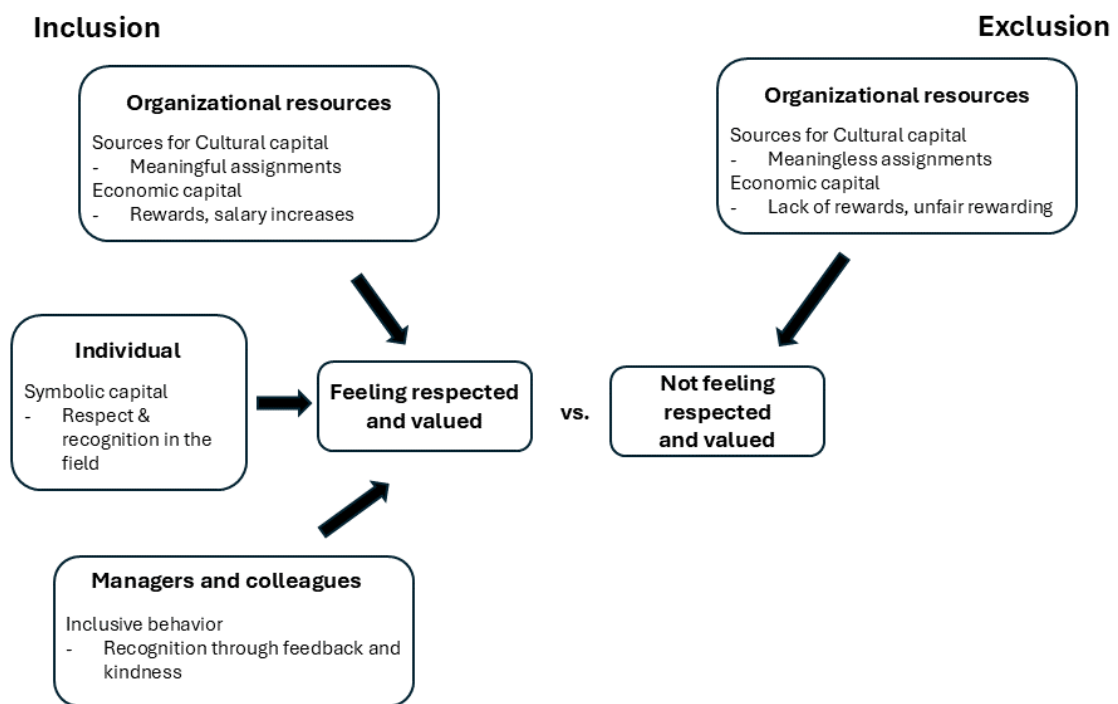 Inclusion
Exclusion
Organizational resources
Sources for Cultural capital
- Meaningful assignments
Economic capital
- Rewards, salary increases
Organizational resources
Sources for Cultural capital
- Meaningless assignments
Economic capital
- Lack of rewards, unfair rewarding
Individual
Symbolic capital
- Respect &
recognition in the
field
Feeling respected
and valued
vs.
Not feeling
respected
and valued
Managers and colleagues
Inclusive behavior
- Recognition through feedback and
kindness